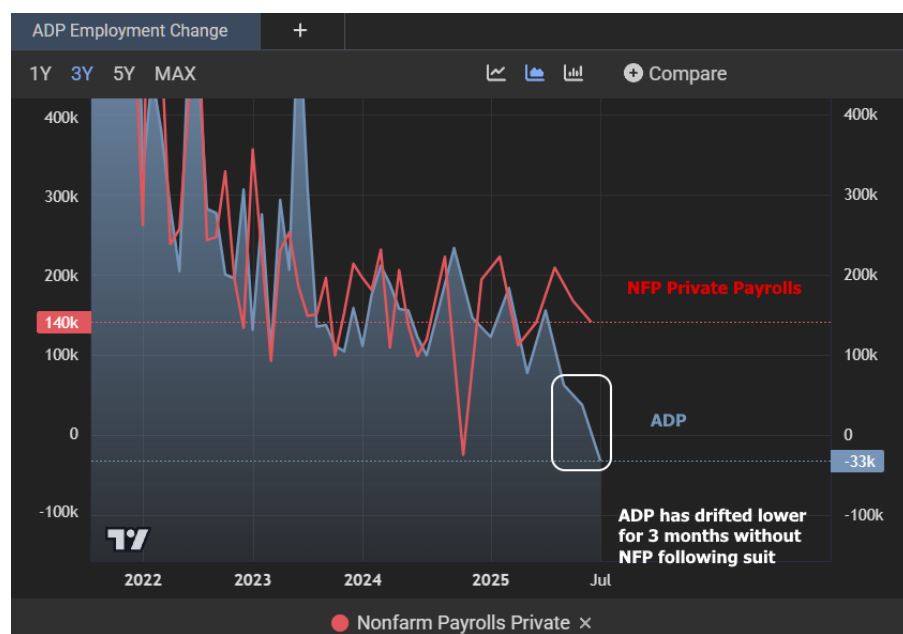 ADP Employment Change +
1Y 3Y 5Y MAX Compare
400k 400k
300k 300k
200k 200k
NFP Private Payrolls
140k
100k 100k
ADP
0 0
-33k
-100k -100k
ADP has drifted lower
for 3 months without
NFP following suit
2022 2023 2024 2025 Jul
Nonfarm Payrolls Private ×